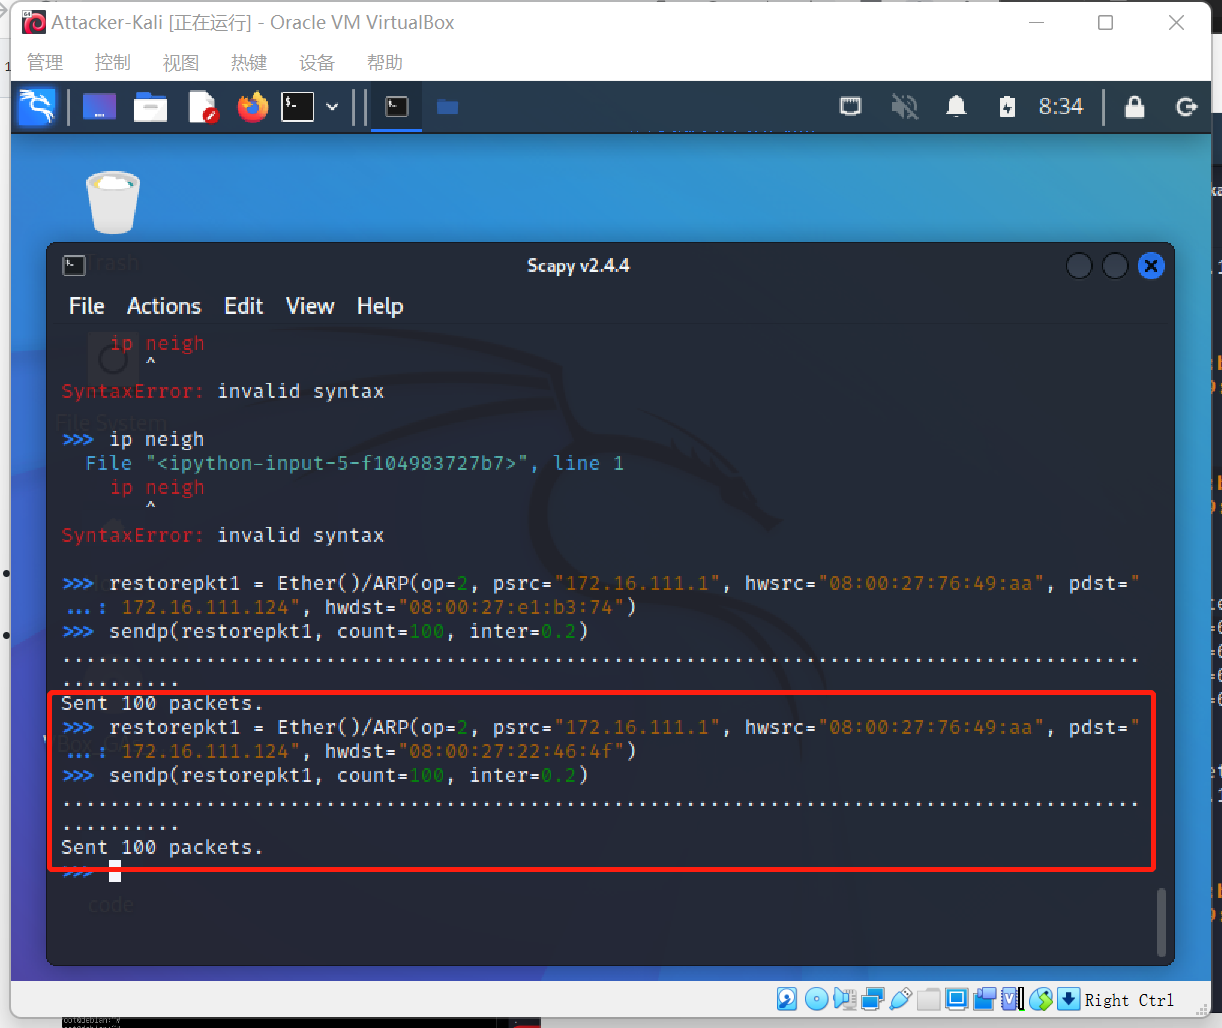 Attacker-Kali [正在运行] - Oracle VM VirtualBox
管理 控制 视图 热键 设备 帮助
8:34
Trash
Scapy v2.4.4
File Actions Edit View Help
ip neigh
^
SyntaxError: invalid syntax
File System
>>> ip neigh
File "<ipython-input-5-f104983727b7>", line 1
ip neigh
^
SyntaxError: invalid syntax
>>> restorepkt1 = Ether()/ARP(op=2, psrc="172.16.111.1", hwsrc="08:00:27:76:49:aa", pdst="
...: 172.16.111.124", hwdst="08:00:27:e1:b3:74")
>>> sendp(restorepkt1, count=100, inter=0.2)
..........................................................................................
..........
Sent 100 packets.
>>> restorepkt1 = Ether()/ARP(op=2, psrc="172.16.111.1", hwsrc="08:00:27:76:49:aa", pdst="
...: 172.16.111.124", hwdst="08:00:27:22:46:4f")
>>> sendp(restorepkt1, count=100, inter=0.2)
..........................................................................................
..........
Sent 100 packets.
>>>
code
Right Ctrl